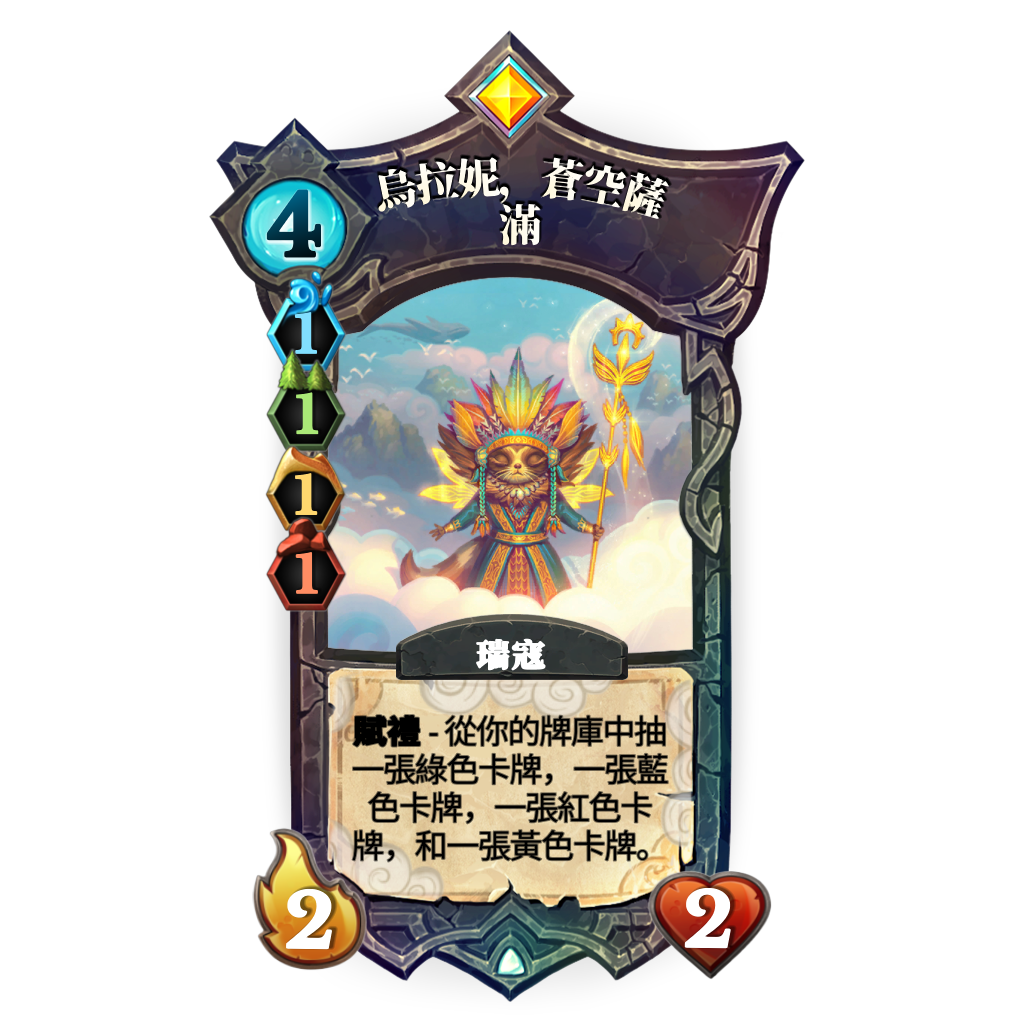 烏拉妮，蒼空薩
滿
4
1
1
1
1
瑞寇
賦禮 - 從你的牌庫中抽
一張綠色卡牌，一張藍
色卡牌，一張紅色卡
牌，和一張黃色卡牌。
2
2